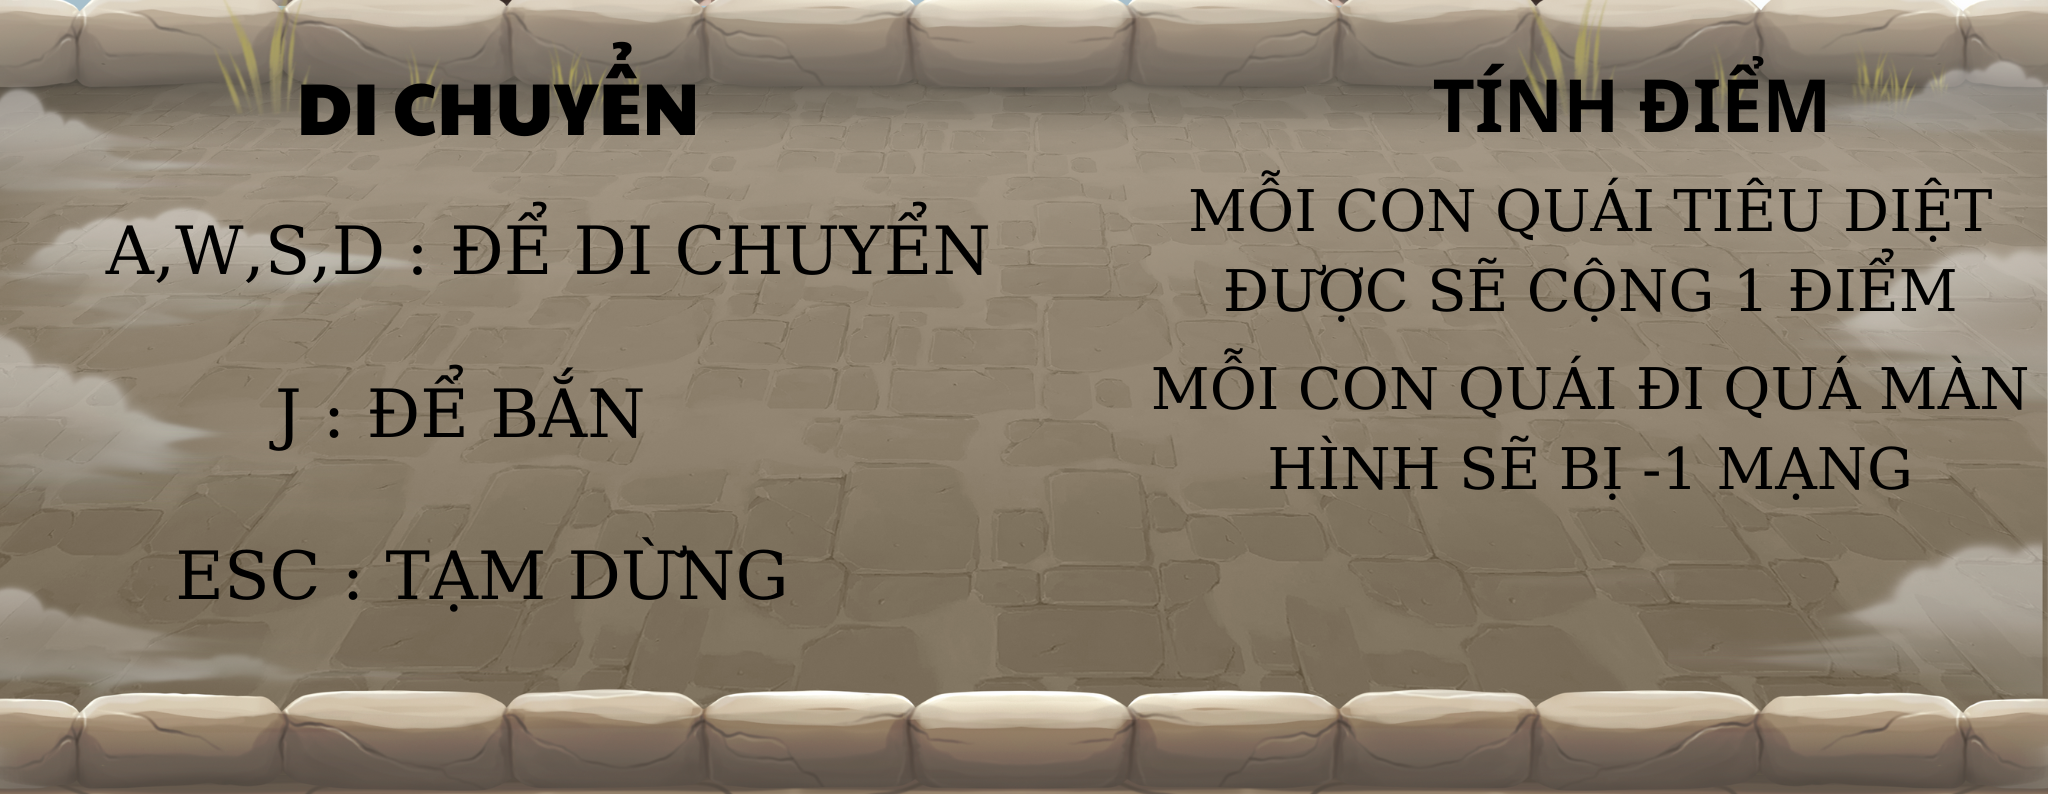 DI CHUYỂN
A,W,S,D : ĐỂ DI CHUYỂN
J : ĐỂ BẮN
ESC : TẠM DỪNG
TÍNH ĐIỂM
MỖI CON QUÁI TIÊU DIỆT
ĐƯỢC SẼ CỘNG 1 ĐIỂM
MỖI CON QUÁI ĐI QUÁ MÀN
HÌNH SẼ BỊ -1 MẠNG